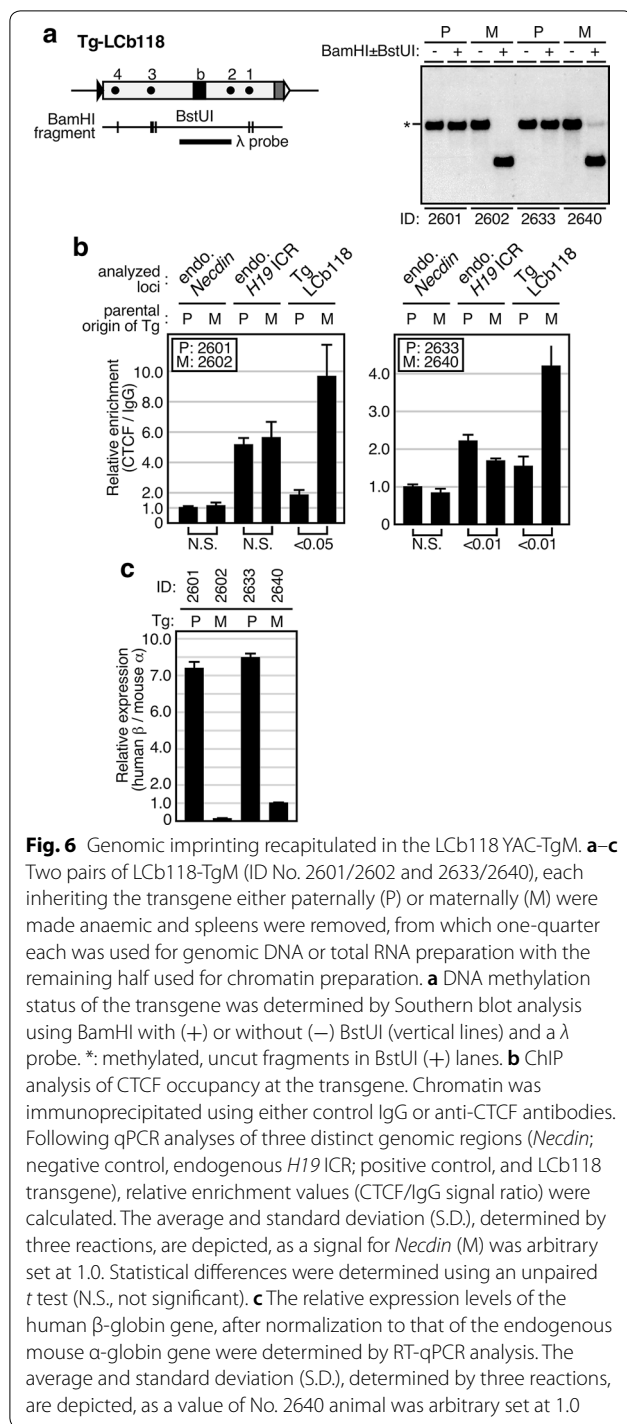 a
Tg-LCb118
4 3 b 2 1
BamHI fragment
BstUI
λ probe
P M P M
BamHI±BstUI: - + - + - + - +
*
ID: 2601 2602 2633 2640
b
analyzed loci :
endo. Necdin
endo. H19 ICR
Tg LCb118
endo. Necdin
endo. H19 ICR
Tg LCb118
parental origin of Tg : P M P M P M P M P M P M
Relative enrichment
(CTCF / IgG)
P: 2601
M: 2602
10.0
8.0
6.0
4.0
2.0
1.0
0
N.S. N.S. <0.05
P: 2633
M: 2640
4.0
3.0
2.0
1.0
0
N.S. <0.01 <0.01
c
ID: 2601 2602 2633 2640
Tg: P M P M
Relative expression
(human β / mouse α)
10.0
7.0
4.0
1.0
0
Fig. 6 Genomic imprinting recapitulated in the LCb118 YAC-TgM. a–c
Two pairs of LCb118-TgM (ID No. 2601/2602 and 2633/2640), each
inheriting the transgene either paternally (P) or maternally (M) were
made anaemic and spleens were removed, from which one-quarter
each was used for genomic DNA or total RNA preparation with the
remaining half used for chromatin preparation. a DNA methylation
status of the transgene was determined by Southern blot analysis
using BamHI with (+) or without (−) BstUI (vertical lines) and a λ
probe. *: methylated, uncut fragments in BstUI (+) lanes. b ChIP
analysis of CTCF occupancy at the transgene. Chromatin was
immunoprecipitated using either control IgG or anti-CTCF antibodies.
Following qPCR analyses of three distinct genomic regions (Necdin;
negative control, endogenous H19 ICR; positive control, and LCb118
transgene), relative enrichment values (CTCF/IgG signal ratio) were
calculated. The average and standard deviation (S.D.), determined by
three reactions, are depicted, as a signal for Necdin (M) was arbitrary
set at 1.0. Statistical differences were determined using an unpaired
t test (N.S., not significant). c The relative expression levels of the
human β-globin gene, after normalization to that of the endogenous
mouse α-globin gene were determined by RT-qPCR analysis. The
average and standard deviation (S.D.), determined by three reactions,
are depicted, as a value of No. 2640 animal was arbitrary set at 1.0